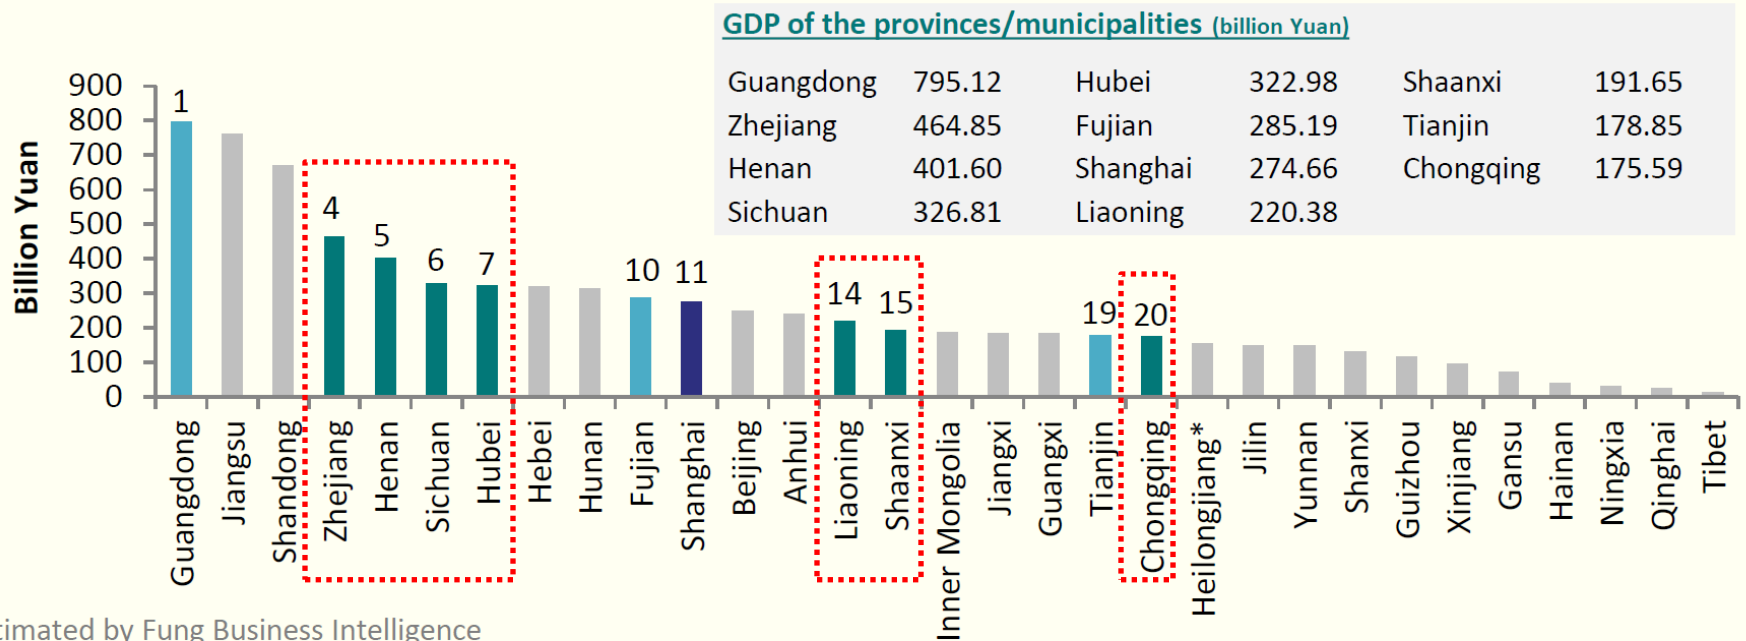 GDP of the provinces/municipalities (billion Yuan)
Guangdong 795.12 Hubei 322.98 Shaanxi 191.65
Zhejiang 464.85 Fujian 285.19 Tianjin 178.85
Henan 401.60 Shanghai 274.66 Chongqing 175.59
Sichuan 326.81 Liaoning 220.38
Billion Yuan
900
800
700
600
500
400
300
200
100
0
1
4
5
6
7
10
11
14
15
19
20
Guangdong
Jiangsu
Shandong
Zhejiang
Henan
Sichuan
Hubei
Hebei
Hunan
Fujian
Shanghai
Beijing
Anhui
Liaoning
Shaanxi
Inner Mongolia
Jiangxi
Guangxi
Tianjin
Chongqing
Heilongjiang*
Jilin
Yunnan
Shanxi
Guizhou
Xinjiang
Gansu
Hainan
Ningxia
Qinghai
Tibet
timated by Fung Business Intelligence